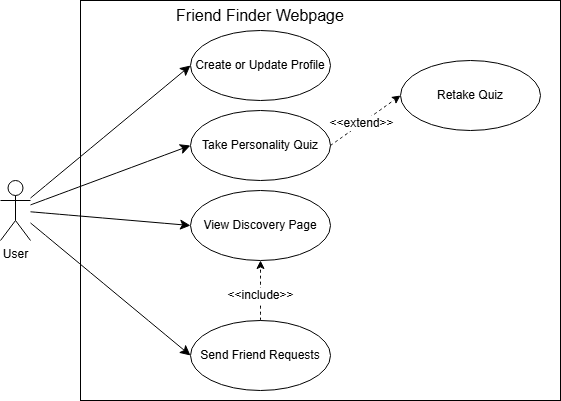 Friend Finder Webpage
Create or Update Profile
Retake Quiz
<<extend>>
Take Personality Quiz
View Discovery Page
User
<<include>>
Send Friend Requests